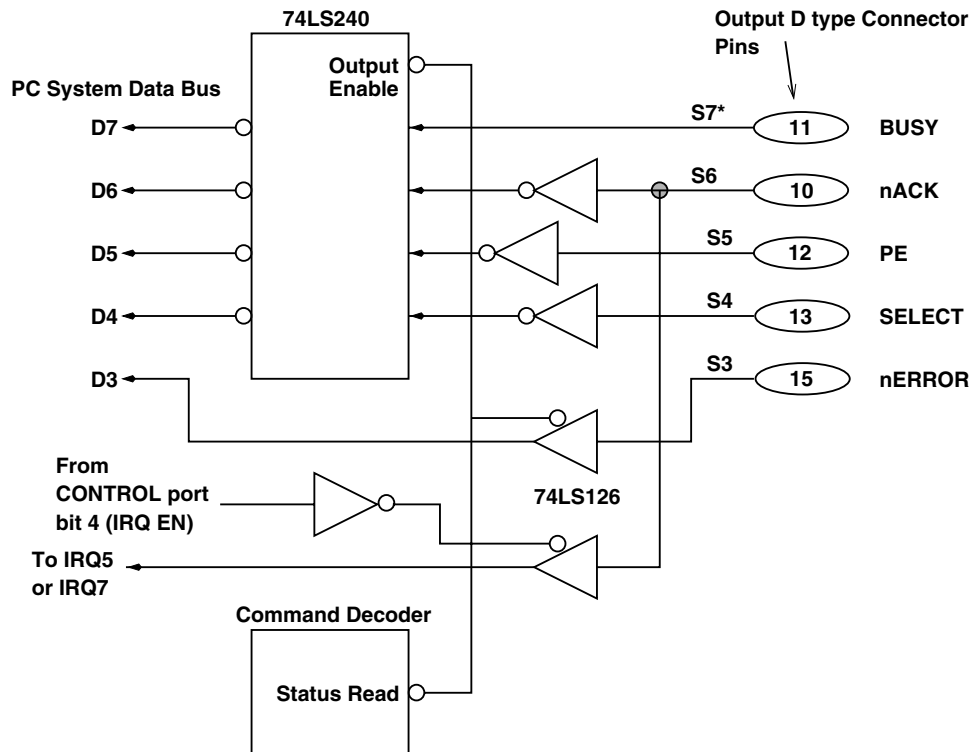 74LS240
Output D type Connector
Pins
Output
Enable
PC System Data Bus
D7
S7*
11
BUSY
D6
S6
10
nACK
D5
S5
12
PE
D4
S4
13
SELECT
D3
S3
15
nERROR
From
CONTROL port
bit 4 (IRQ EN)
74LS126
To IRQ5
or IRQ7
Command Decoder
Status Read